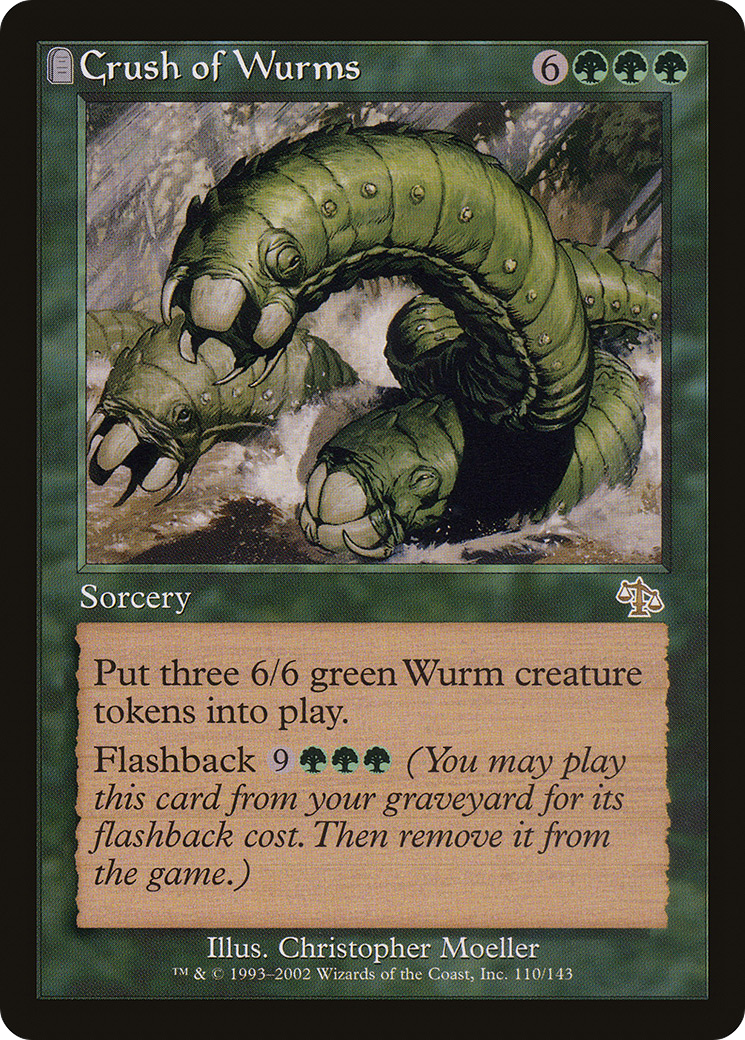 Crush of Wurms 6
Sorcery
Put three 6/6 green Wurm creature
tokens into play.
Flashback 9 (You may play
this card from your graveyard for its
flashback cost. Then remove it from
the game.)
Illus. Christopher Moeller
™ & © 1993–2002 Wizards of the Coast, Inc. 110/143